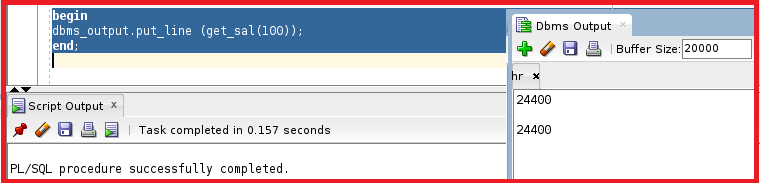 begin
dbms_output.put_line (get_sal(100));
end;
Script Output x
Task completed in 0.157 seconds
PL/SQL procedure successfully completed.
Dbms Output x
Buffer Size: 20000
hr x
24400
24400